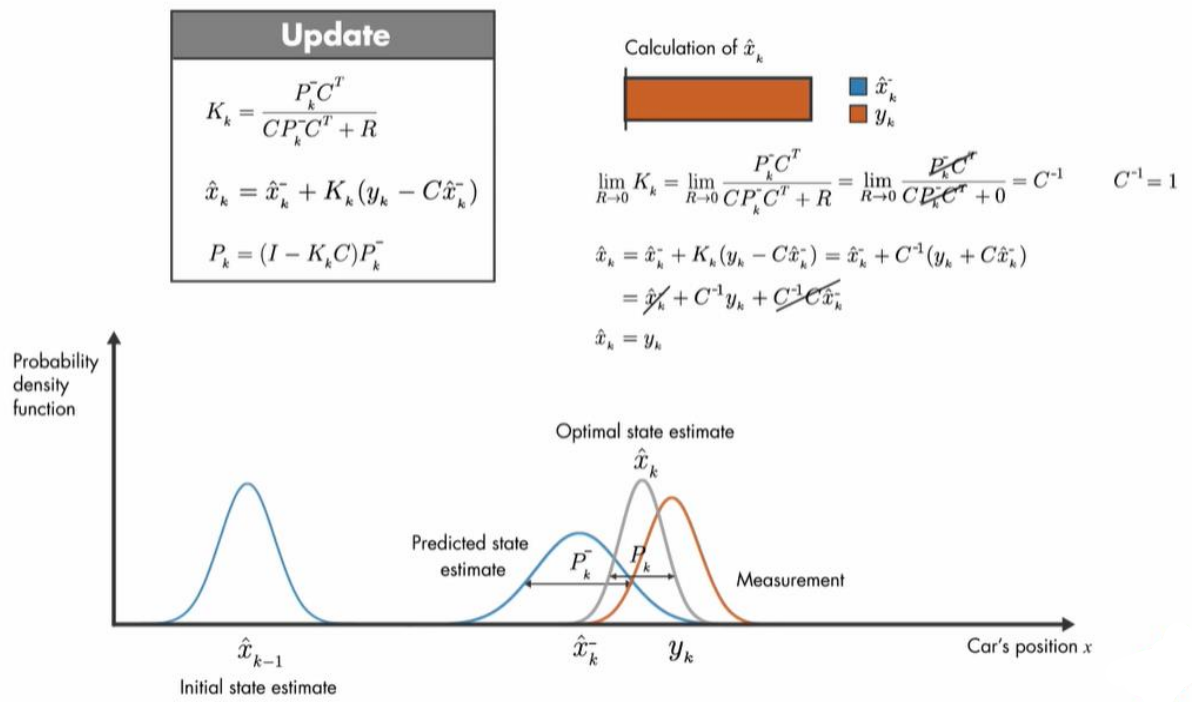 Update
K_k = P_k^- C^T / (C P_k^- C^T + R)
x̂_k = x̂_k^- + K_k(y_k − C x̂_k^-)
P_k = (I − K_k C) P_k^-
Calculation of x̂_k
x̂_k^-
y_k
lim_{R→0} K_k = lim_{R→0} P_k^- C^T / (C P_k^- C^T + R) = lim_{R→0} P_k^- C^T / (C P_k^- C^T + 0) = C^{-1} C^{-1} = 1
x̂_k = x̂_k^- + K_k(y_k − C x̂_k^-) = x̂_k^- + C^{-1}(y_k + C x̂_k^-)
= x̂_k^- + C^{-1} y_k + C^{-1} C x̂_k^-
x̂_k = y_k
Probability
density
function
Optimal state estimate
x̂_k
Predicted state
estimate
P_k^-
P_k
Measurement
x̂_{k−1}
x̂_k^-
y_k
Car's position x
Initial state estimate